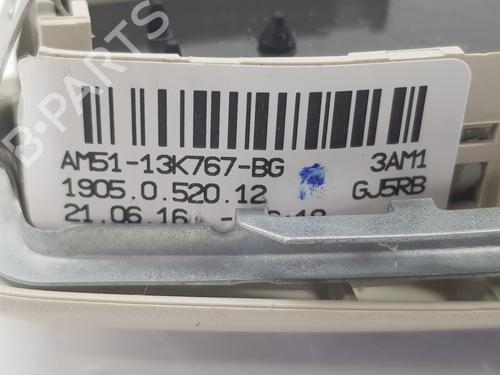 AM51-13K767-BG 3AM1
1905.0.520.12 GJ5RB
21.06.16
B-PARTS